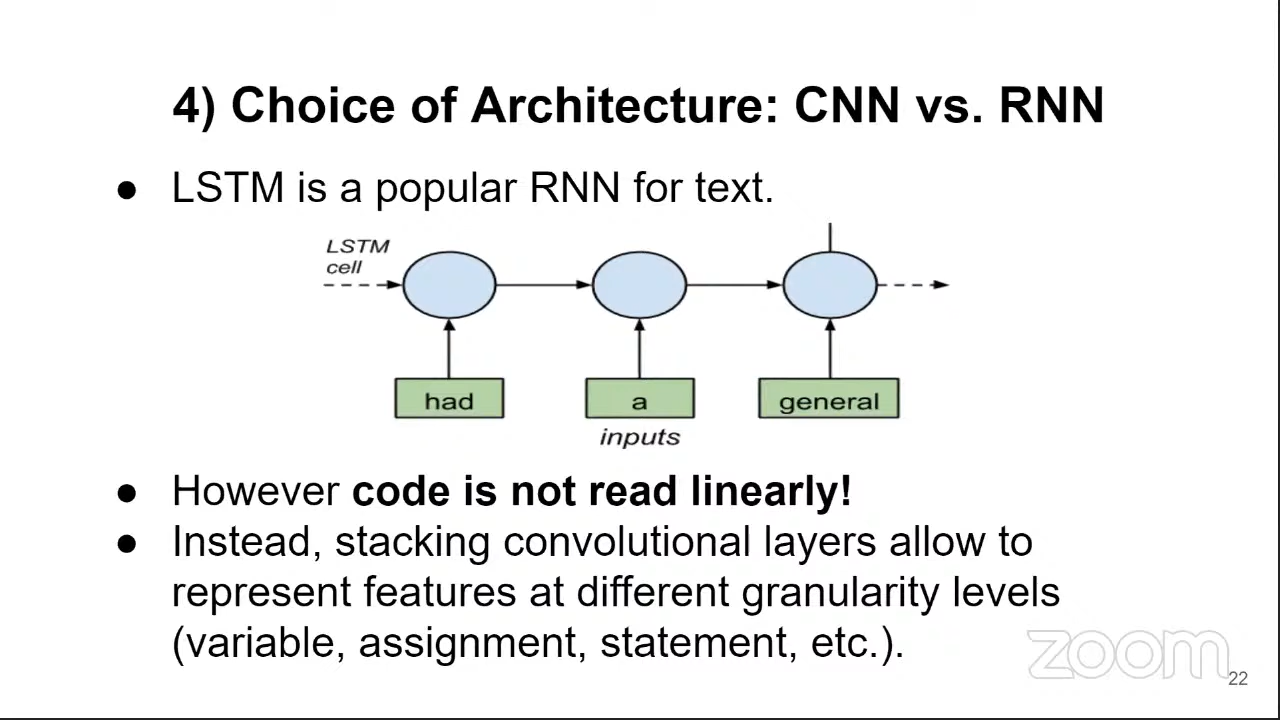 4) Choice of Architecture: CNN vs. RNN
● LSTM is a popular RNN for text.
LSTM
cell
had
a
general
inputs
● However code is not read linearly!
● Instead, stacking convolutional layers allow to
represent features at different granularity levels
(variable, assignment, statement, etc.).
zoom
22